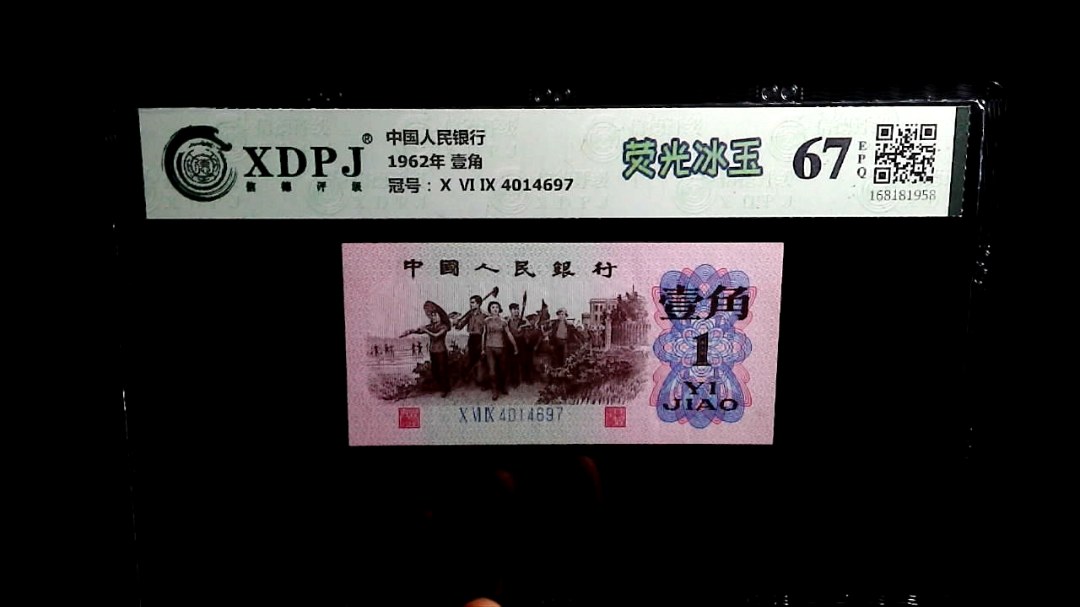 XDPJ®
信德评级
中国人民银行
1962年 壹角
冠号：X VI IX 4014697
荧光冰玉
67
EPQ
168181958
中國人民銀行
壹角
1
YI
JIAO
X VI IX 4014697